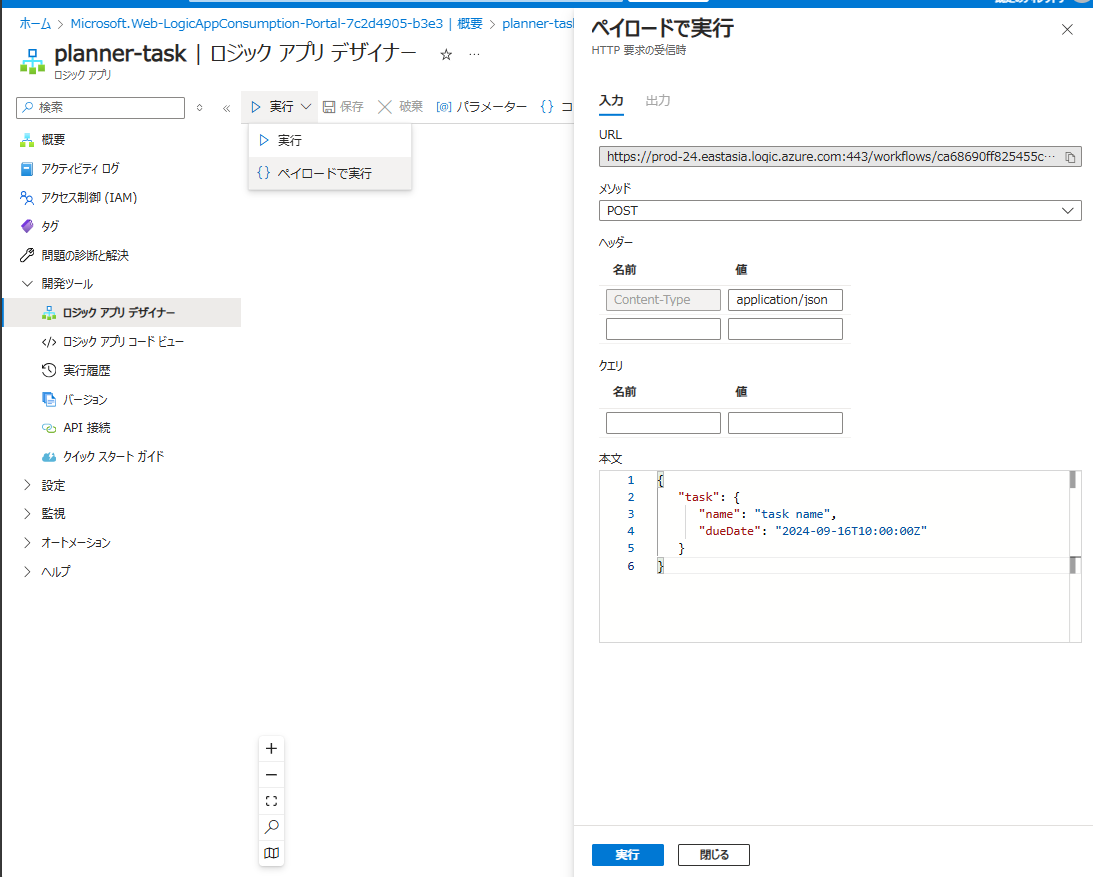 ホーム > Microsoft.Web-LogicAppConsumption-Portal-7c2d4905-b3e3 | 概要 > planner-task
planner-task | ロジック アプリ デザイナー ☆ …
ロジック アプリ
検索
概要
アクティビティ ログ
アクセス制御 (IAM)
タグ
問題の診断と解決
開発ツール
ロジック アプリ デザイナー
ロジック アプリ コード ビュー
実行履歴
バージョン
API 接続
クイック スタート ガイド
設定
監視
オートメーション
ヘルプ
実行 保存 破棄 パラメーター {} コ
実行
{} ペイロードで実行
ペイロードで実行
HTTP 要求の受信時
入力 出力
URL
https://prod-24.eastasia.logic.azure.com:443/workflows/ca68690ff825455c…
メソッド
POST
ヘッダー
名前 値
Content-Type application/json
クエリ
名前 値
本文
1 {
2 "task": {
3 "name": "task name",
4 "dueDate": "2024-09-16T10:00:00Z"
5 }
6 }
実行 閉じる